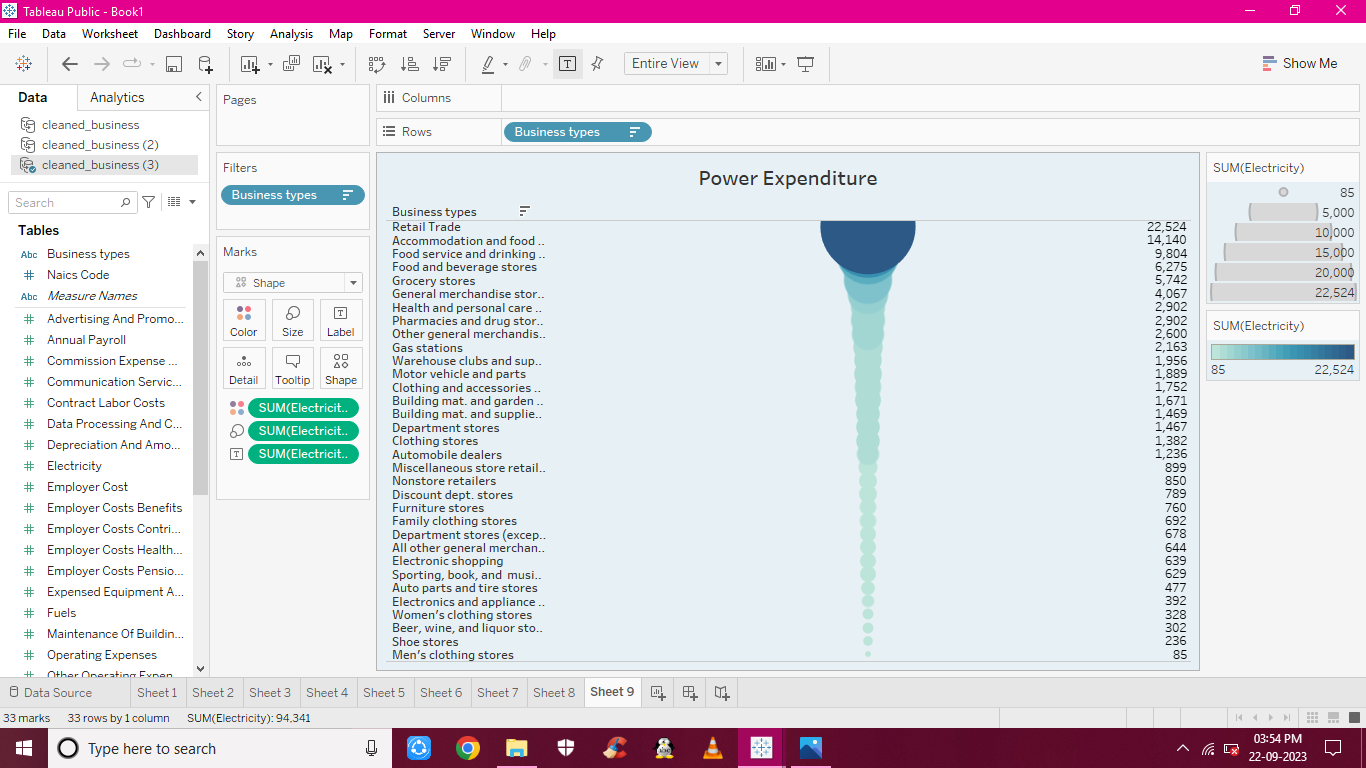 Tableau Public - Book1
File Data Worksheet Dashboard Story Analysis Map Format Server Window Help
Entire View
Show Me
Data Analytics
cleaned_business
cleaned_business (2)
cleaned_business (3)
Search
Tables
Abc Business types
# Naics Code
Abc Measure Names
# Advertising And Promo...
# Annual Payroll
# Commission Expense ...
# Communication Servic...
# Contract Labor Costs
# Data Processing And C...
# Depreciation And Amo...
# Electricity
# Employer Cost
# Employer Costs Benefits
# Employer Costs Contri...
# Employer Costs Health...
# Employer Costs Pensio...
# Expensed Equipment A...
# Fuels
# Maintenance Of Buildin...
# Operating Expenses
Other Operating Expen
Pages
Filters
Business types
Marks
Shape
Color Size Label
Detail Tooltip Shape
SUM(Electricit..
SUM(Electricit..
SUM(Electricit..
Columns
Rows Business types
Power Expenditure
Business types
Retail Trade 22,524
Accommodation and food .. 14,140
Food service and drinking .. 9,804
Food and beverage stores 6,275
Grocery stores 5,742
General merchandise stor.. 4,067
Health and personal care .. 2,902
Pharmacies and drug stor.. 2,902
Other general merchandis.. 2,600
Gas stations 2,163
Warehouse clubs and sup.. 1,956
Motor vehicle and parts 1,889
Clothing and accessories .. 1,752
Building mat. and garden .. 1,671
Building mat. and supplie.. 1,469
Department stores 1,467
Clothing stores 1,382
Automobile dealers 1,236
Miscellaneous store retail.. 899
Nonstore retailers 850
Discount dept. stores 789
Furniture stores 760
Family clothing stores 692
Department stores (excep.. 678
All other general merchan.. 644
Electronic shopping 639
Sporting, book, and musi.. 629
Auto parts and tire stores 477
Electronics and appliance .. 392
Women's clothing stores 328
Beer, wine, and liquor sto.. 302
Shoe stores 236
Men's clothing stores 85
SUM(Electricity)
85
5,000
10,000
15,000
20,000
22,524
SUM(Electricity)
85 22,524
Data Source Sheet 1 Sheet 2 Sheet 3 Sheet 4 Sheet 5 Sheet 6 Sheet 7 Sheet 8 Sheet 9
33 marks 33 rows by 1 column SUM(Electricity): 94,341
Type here to search
03:54 PM
22-09-2023